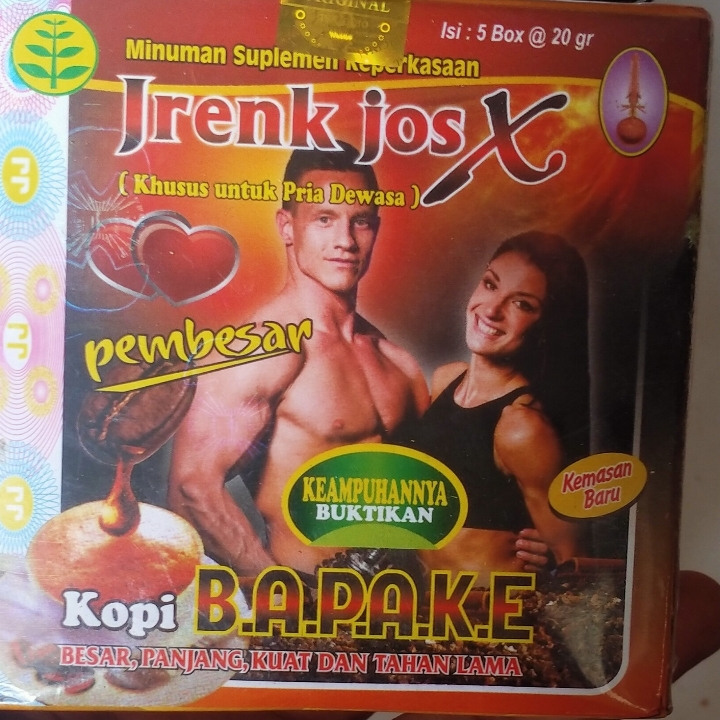 ORIGINAL
Isi : 5 Box @ 20 gr
Minuman Suplemen Keperkasaan
Jrenk jos X
( Khusus untuk Pria Dewasa )
pembesar
KEAMPUHANNYA
BUKTIKAN
Kemasan
Baru
Kopi B.A.P.A.K.E
BESAR, PANJANG, KUAT DAN TAHAN LAMA